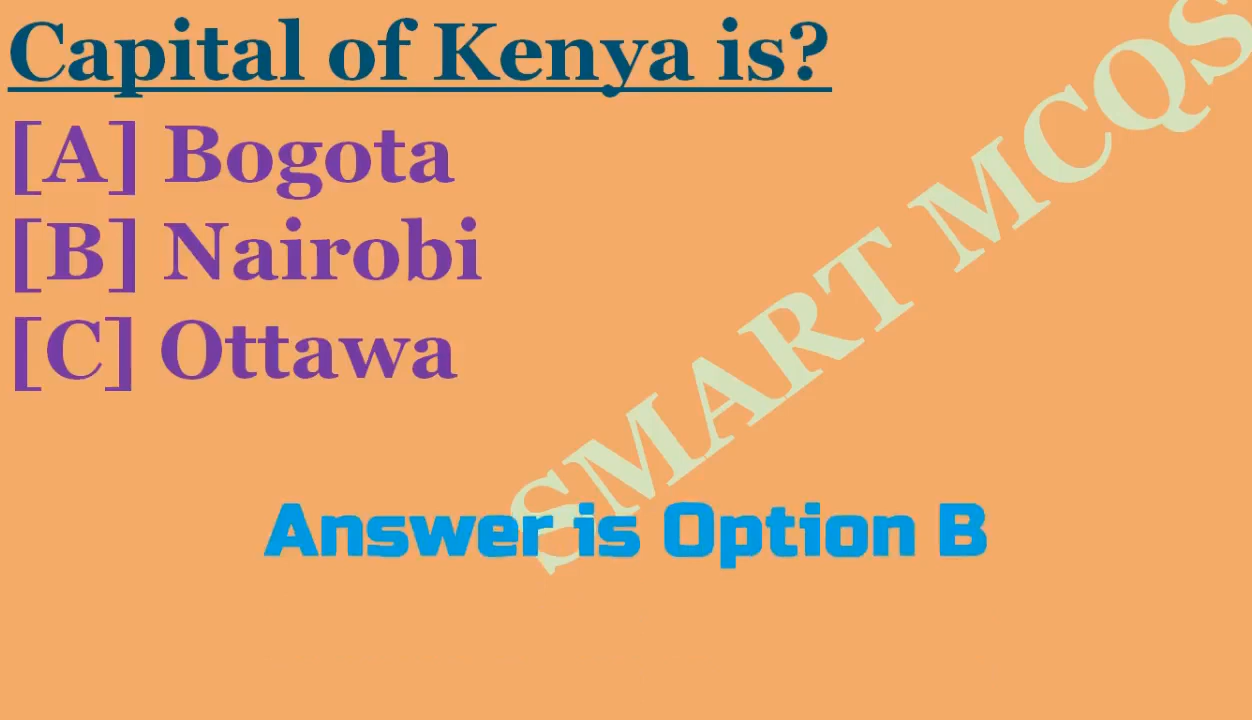 Capital of Kenya is?
[A] Bogota
[B] Nairobi
[C] Ottawa
SMART MCQS
Answer is Option B